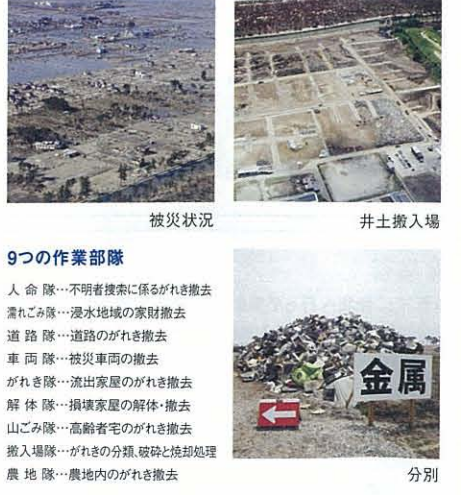 被災状況
井土搬入場
9つの作業部隊
人命隊…不明者捜索に係るがれき撤去
濡れごみ隊…浸水地域の家財撤去
道路隊…道路のがれき撤去
車両隊…被災車両の撤去
がれき隊…流出家屋のがれき撤去
解体隊…損壊家屋の解体・撤去
山ごみ隊…高齢者宅のがれき撤去
搬入場隊…がれきの分類、破砕と焼却処理
農地隊…農地内のがれき撤去
金属
分別